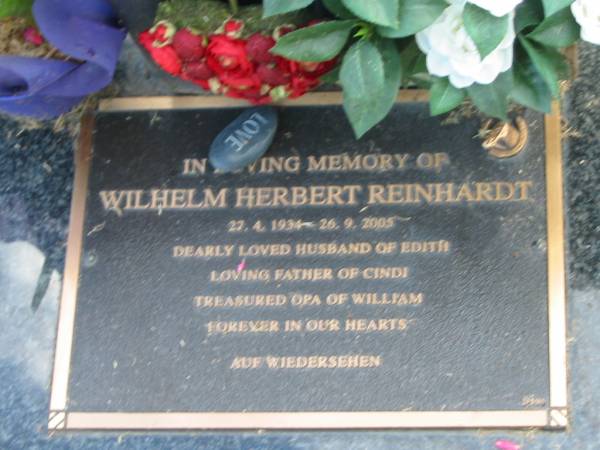 LOVE
IN LOVING MEMORY OF
WILHELM HERBERT REINHARDT
27. 4. 1934 - 26. 9. 2005
DEARLY LOVED HUSBAND OF EDITH
LOVING FATHER OF CINDI
TREASURED OPA OF WILLIAM
FOREVER IN OUR HEARTS
AUF WIEDERSEHEN